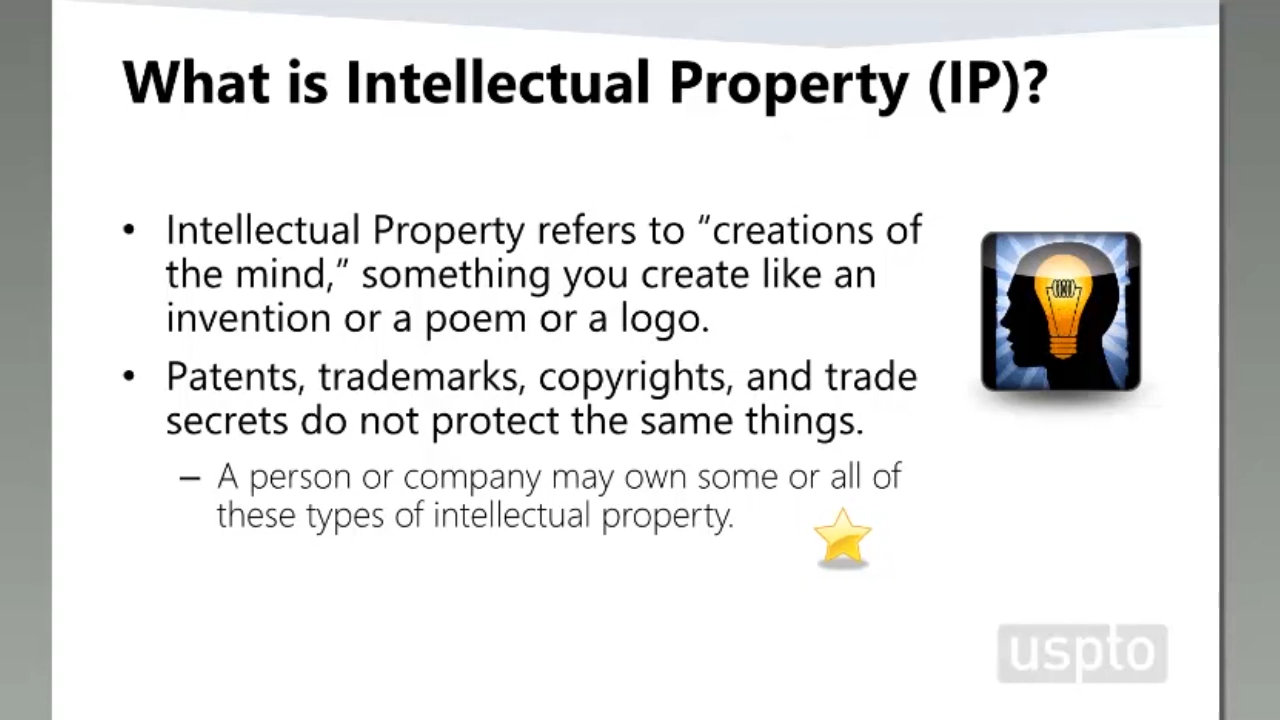 What is Intellectual Property (IP)?
• Intellectual Property refers to “creations of
the mind,” something you create like an
invention or a poem or a logo.
• Patents, trademarks, copyrights, and trade
secrets do not protect the same things.
– A person or company may own some or all of
these types of intellectual property.
uspto